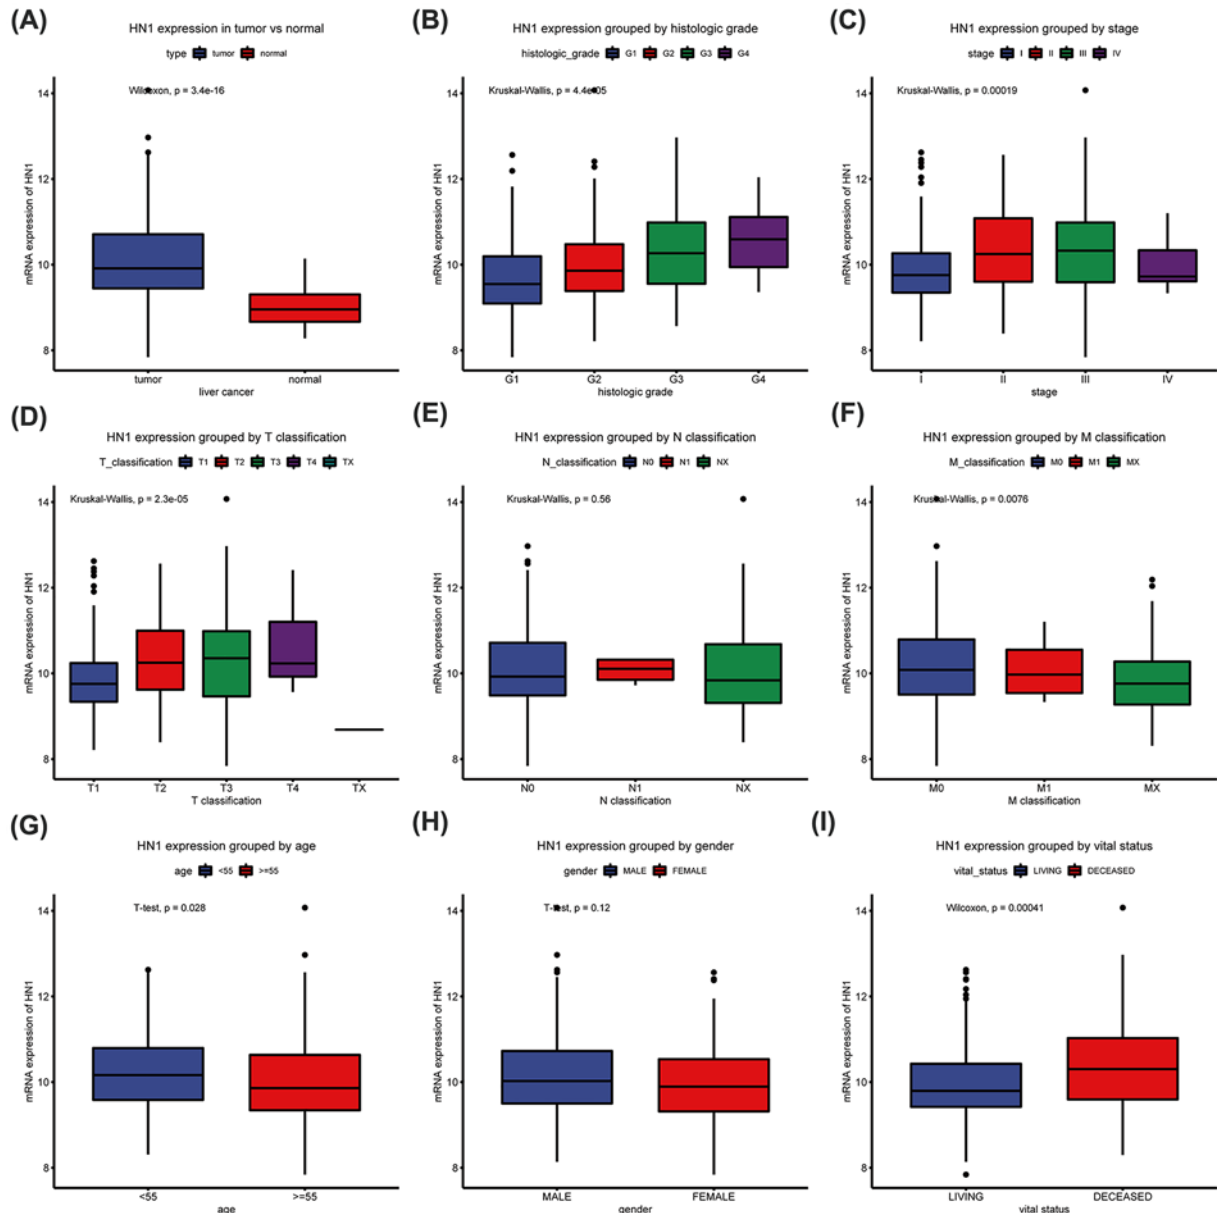 (A)
HN1 expression in tumor vs normal
type tumor normal
Wilcoxon, p = 3.4e-16
mRNA expression of HN1
14
12
10
8
tumor normal
liver cancer
(B)
HN1 expression grouped by histologic grade
histologic_grade G1 G2 G3 G4
Kruskal-Wallis, p = 4.4e-05
mRNA expression of HN1
14
12
10
8
G1 G2 G3 G4
histologic grade
(C)
HN1 expression grouped by stage
stage I II III IV
Kruskal-Wallis, p = 0.00019
mRNA expression of HN1
14
12
10
8
I II III IV
stage
(D)
HN1 expression grouped by T classification
T_classification T1 T2 T3 T4 TX
Kruskal-Wallis, p = 2.3e-05
mRNA expression of HN1
14
12
10
8
T1 T2 T3 T4 TX
T classification
(E)
HN1 expression grouped by N classification
N_classification N0 N1 NX
Kruskal-Wallis, p = 0.56
mRNA expression of HN1
14
12
10
8
N0 N1 NX
N classification
(F)
HN1 expression grouped by M classification
M_classification M0 M1 MX
Kruskal-Wallis, p = 0.0076
mRNA expression of HN1
14
12
10
8
M0 M1 MX
M classification
(G)
HN1 expression grouped by age
age <55 >=55
T-test, p = 0.028
mRNA expression of HN1
14
12
10
8
<55 >=55
age
(H)
HN1 expression grouped by gender
gender MALE FEMALE
T-test, p = 0.12
mRNA expression of HN1
14
12
10
8
MALE FEMALE
gender
(I)
HN1 expression grouped by vital status
vital_status LIVING DECEASED
Wilcoxon, p = 0.00041
mRNA expression of HN1
14
12
10
8
LIVING DECEASED
vital status